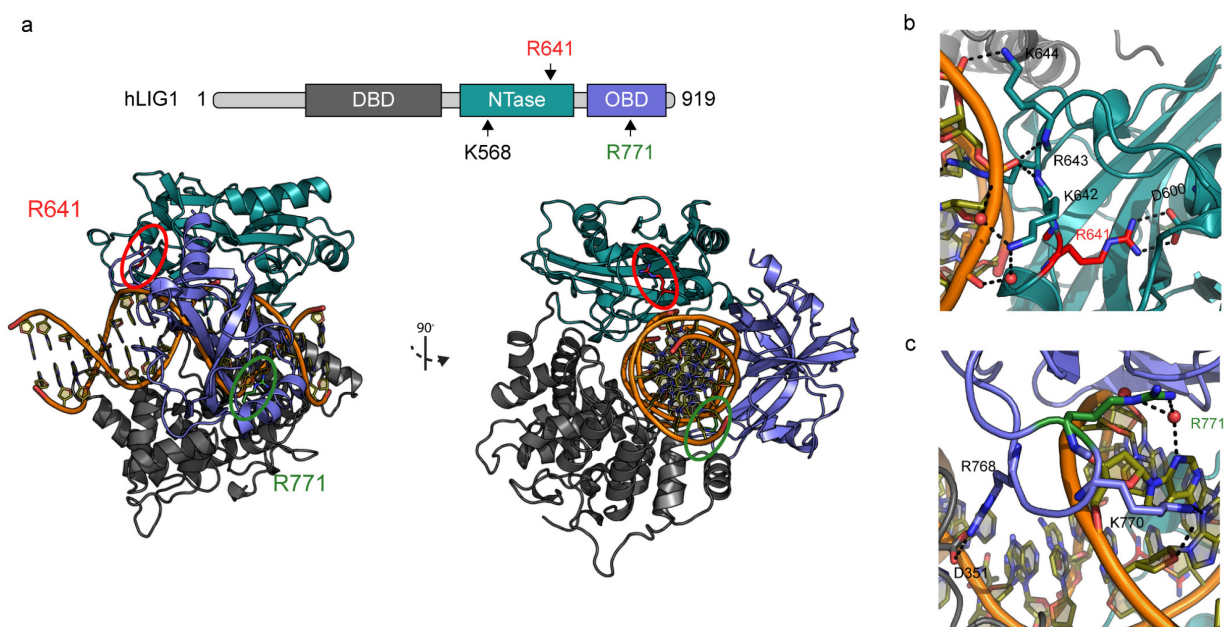 a
R641
hLIG1 1 DBD NTase OBD 919
K568 R771
R641
90°
R771
b
K644
R643
K642
D600
R641
c
R771
R768
K770
D351